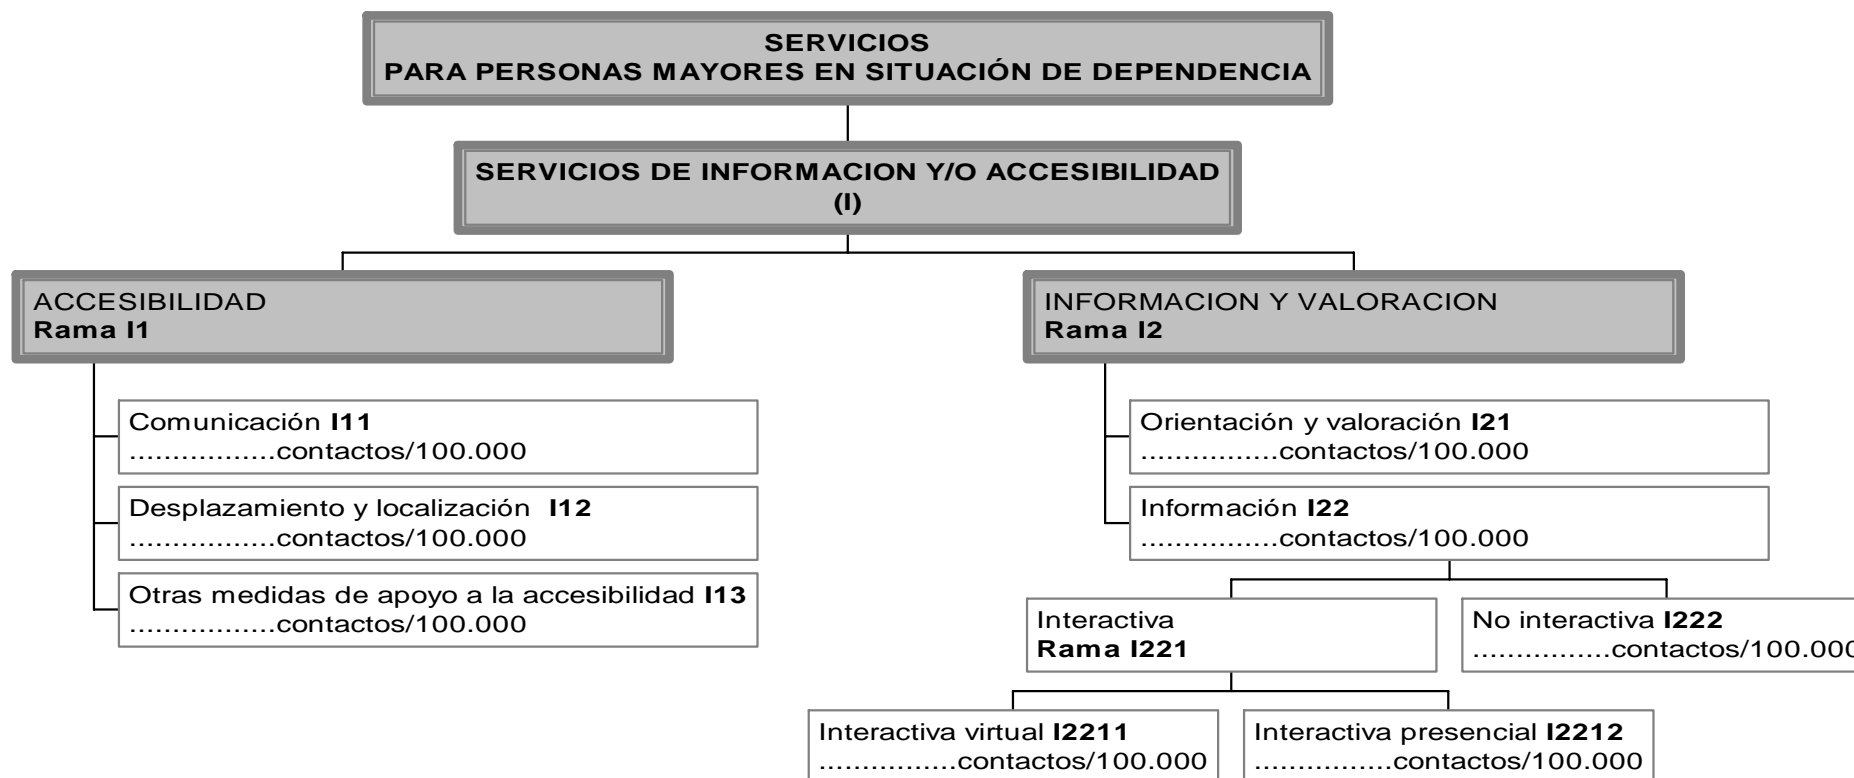 SERVICIOS
PARA PERSONAS MAYORES EN SITUACIÓN DE DEPENDENCIA
SERVICIOS DE INFORMACION Y/O ACCESIBILIDAD
(I)
ACCESIBILIDAD
Rama I1
Comunicación I11
.................contactos/100.000
Desplazamiento y localización  I12
.................contactos/100.000
Otras medidas de apoyo a la accesibilidad I13
.................contactos/100.000
INFORMACION Y VALORACION
Rama I2
Orientación y valoración I21
................contactos/100.000
Información I22
................contactos/100.000
Interactiva
Rama I221
No interactiva I222
................contactos/100.000
Interactiva virtual I2211
................contactos/100.000
Interactiva presencial I2212
................contactos/100.000